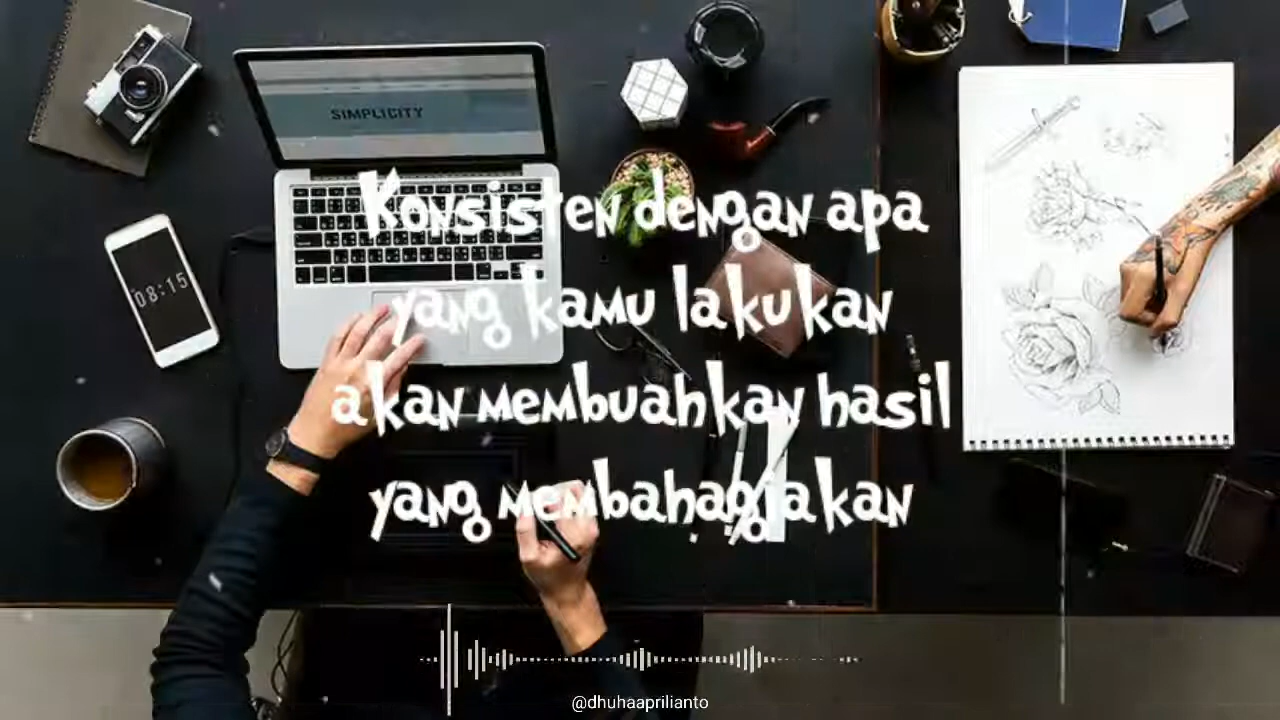 SIMPLICITY
08:15
Konsisten dengan apa
yang kamu lakukan
akan membuahkan hasil
yang membahagiakan
@dhuhaaprilianto